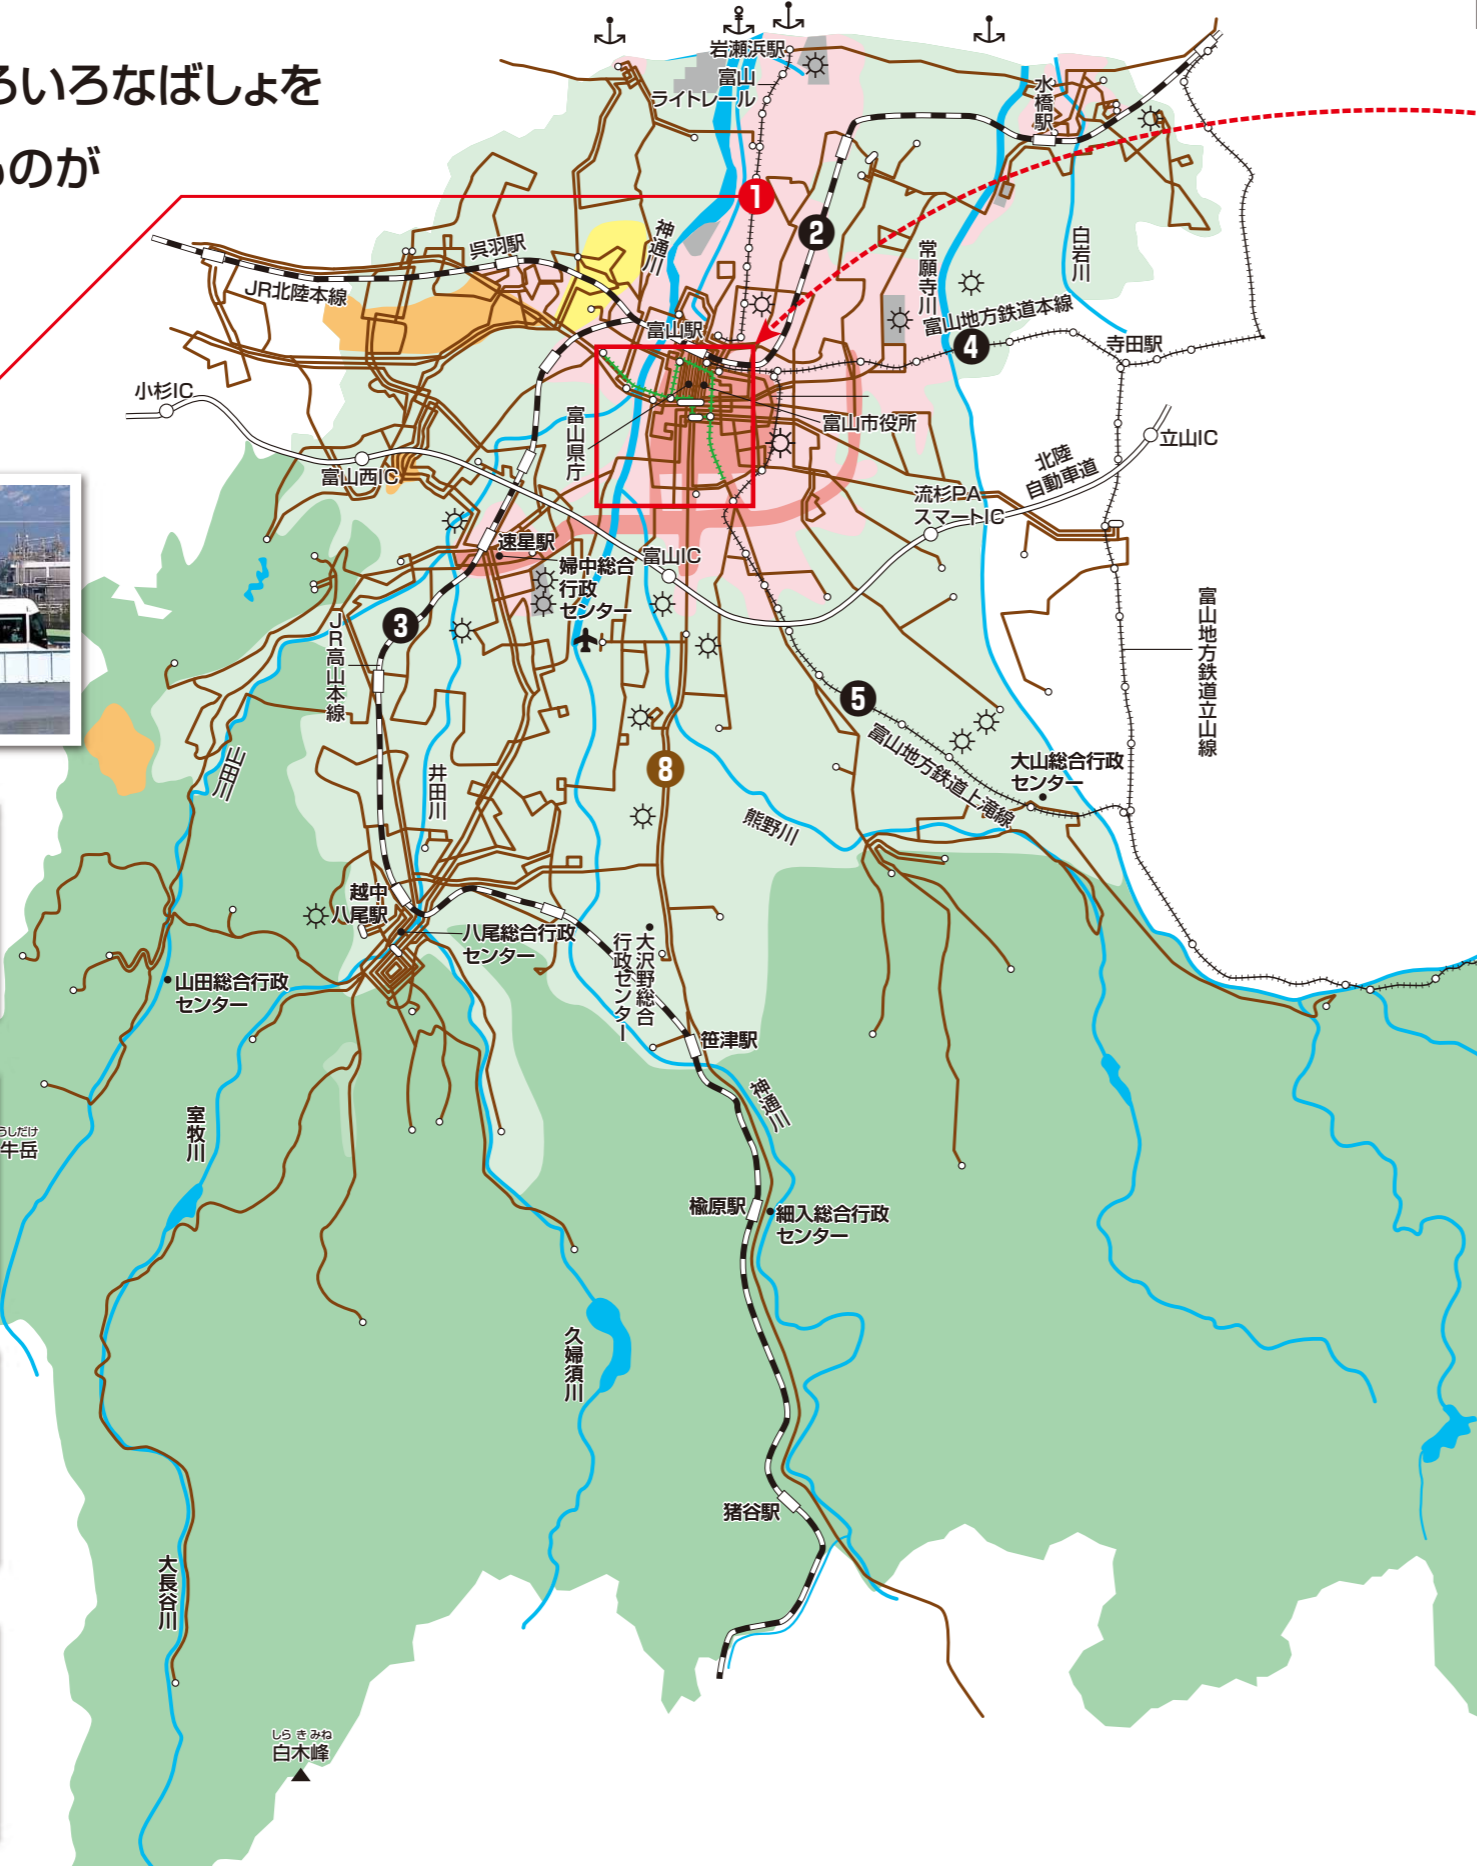 ろいろなばしょを
ものが
岩瀬浜駅
富山
ライトレール
水橋駅
1
2
神通川
呉羽駅
JR北陸本線
常願寺川
白岩川
富山地方鉄道本線
4
富山駅
寺田駅
小杉IC
富山県庁
富山市役所
立山IC
北陸
自動車道
富山西IC
流杉PA
スマートIC
速星駅
富山IC
婦中総合
行政
センター
3
JR高山本線
富山地方鉄道立山線
5
富山地方鉄道上滝線
大山総合行政
センター
山田川
井田川
8
熊野川
越中
八尾駅
八尾総合行政
センター
大沢野総合
行政センター
山田総合行政
センター
笹津駅
神通川
うしだけ
牛岳
室牧川
楡原駅
細入総合行政
センター
久婦須川
猪谷駅
大長谷川
しらきみね
白木峰